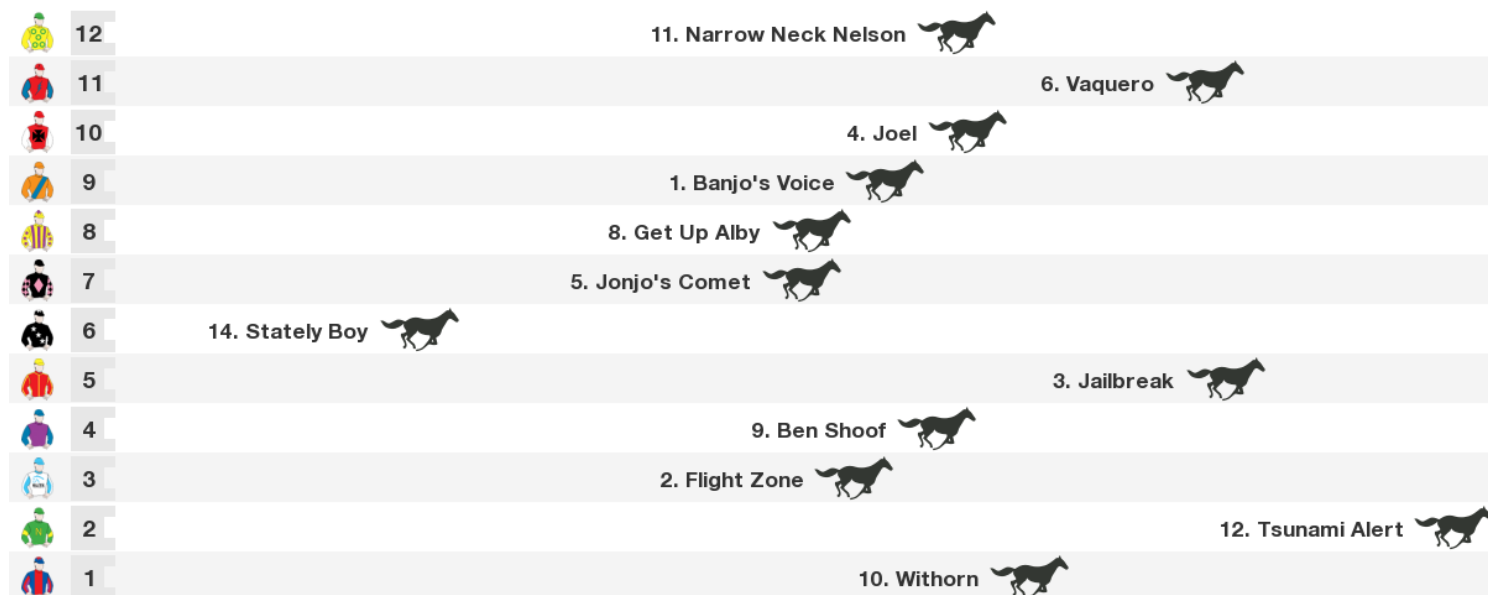 12 11. Narrow Neck Nelson
11 6. Vaquero
10 4. Joel
9 1. Banjo's Voice
8 8. Get Up Alby
7 5. Jonjo's Comet
6 14. Stately Boy
5 3. Jailbreak
4 9. Ben Shoof
3 2. Flight Zone
N 2 12. Tsunami Alert
1 10. Withorn